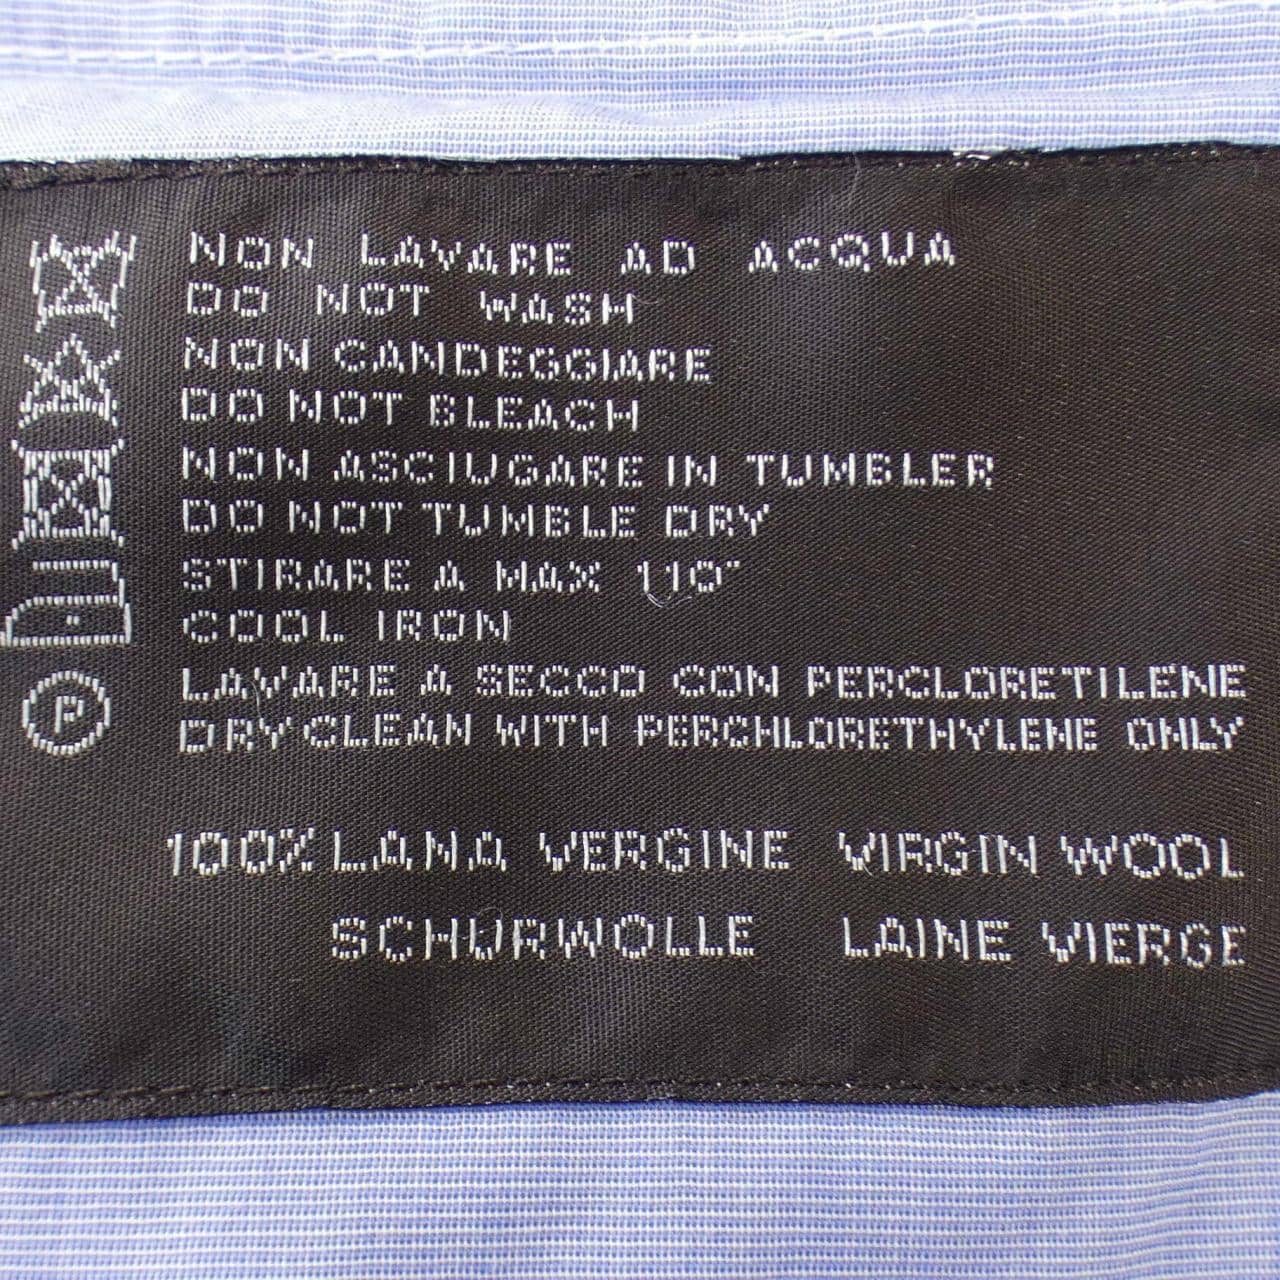 NON LAVARE AD ACQUA
DO NOT WASH
NON CANDEGGIARE
DO NOT BLEACH
NON ASCIUGARE IN TUMBLER
DO NOT TUMBLE DRY
STIRARE A MAX 110°
COOL IRON
P LAVARE A SECCO CON PERCLORETILENE
DRYCLEAN WITH PERCHLORETHYLENE ONLY
100% LANA VERGINE VIRGIN WOOL
SCHURWOLLE LAINE VIERGE